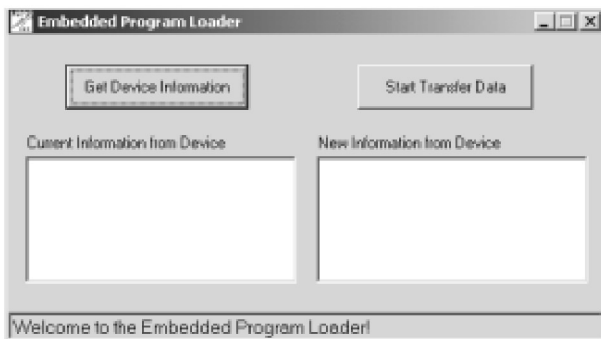 Embedded Program Loader
Get Device Information
Start Transfer Data
Current Information from Device
New Information from Device
Welcome to the Embedded Program Loader!